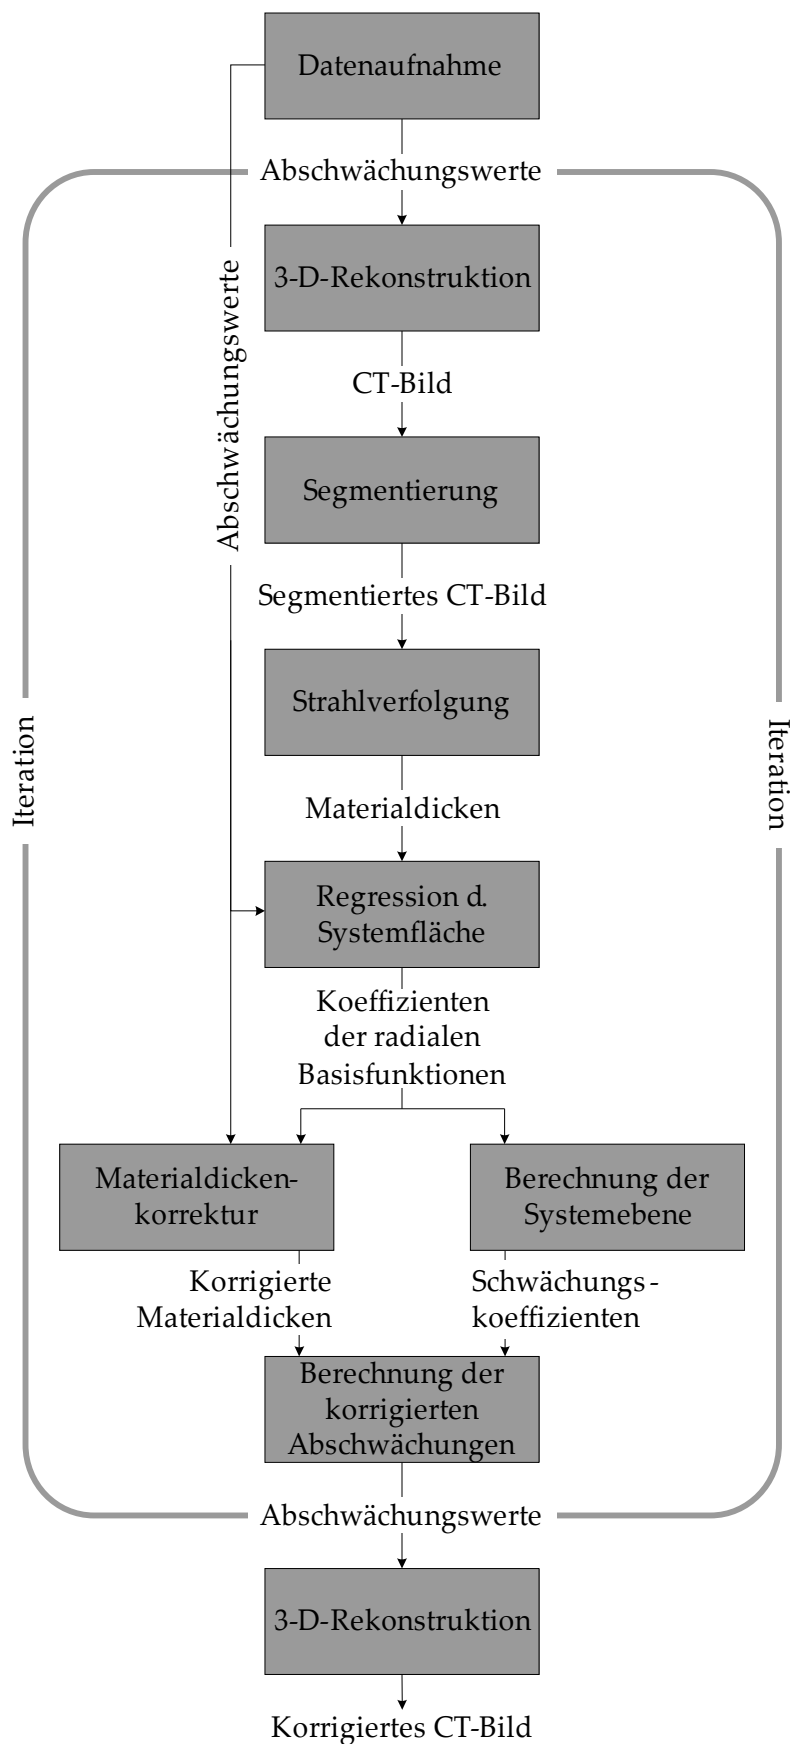 Datenaufnahme
Abschwächungswerte
3-D-Rekonstruktion
Abschwächungswerte
CT-Bild
Segmentierung
Segmentiertes CT-Bild
Strahlverfolgung
Iteration
Iteration
Materialdicken
Regression d.
Systemfläche
Koeffizienten
der radialen
Basisfunktionen
Materialdicken-
korrektur
Berechnung der
Systemebene
Korrigierte
Materialdicken
Schwächungs-
koeffizienten
Berechnung der
korrigierten
Abschwächungen
Abschwächungswerte
3-D-Rekonstruktion
Korrigiertes CT-Bild